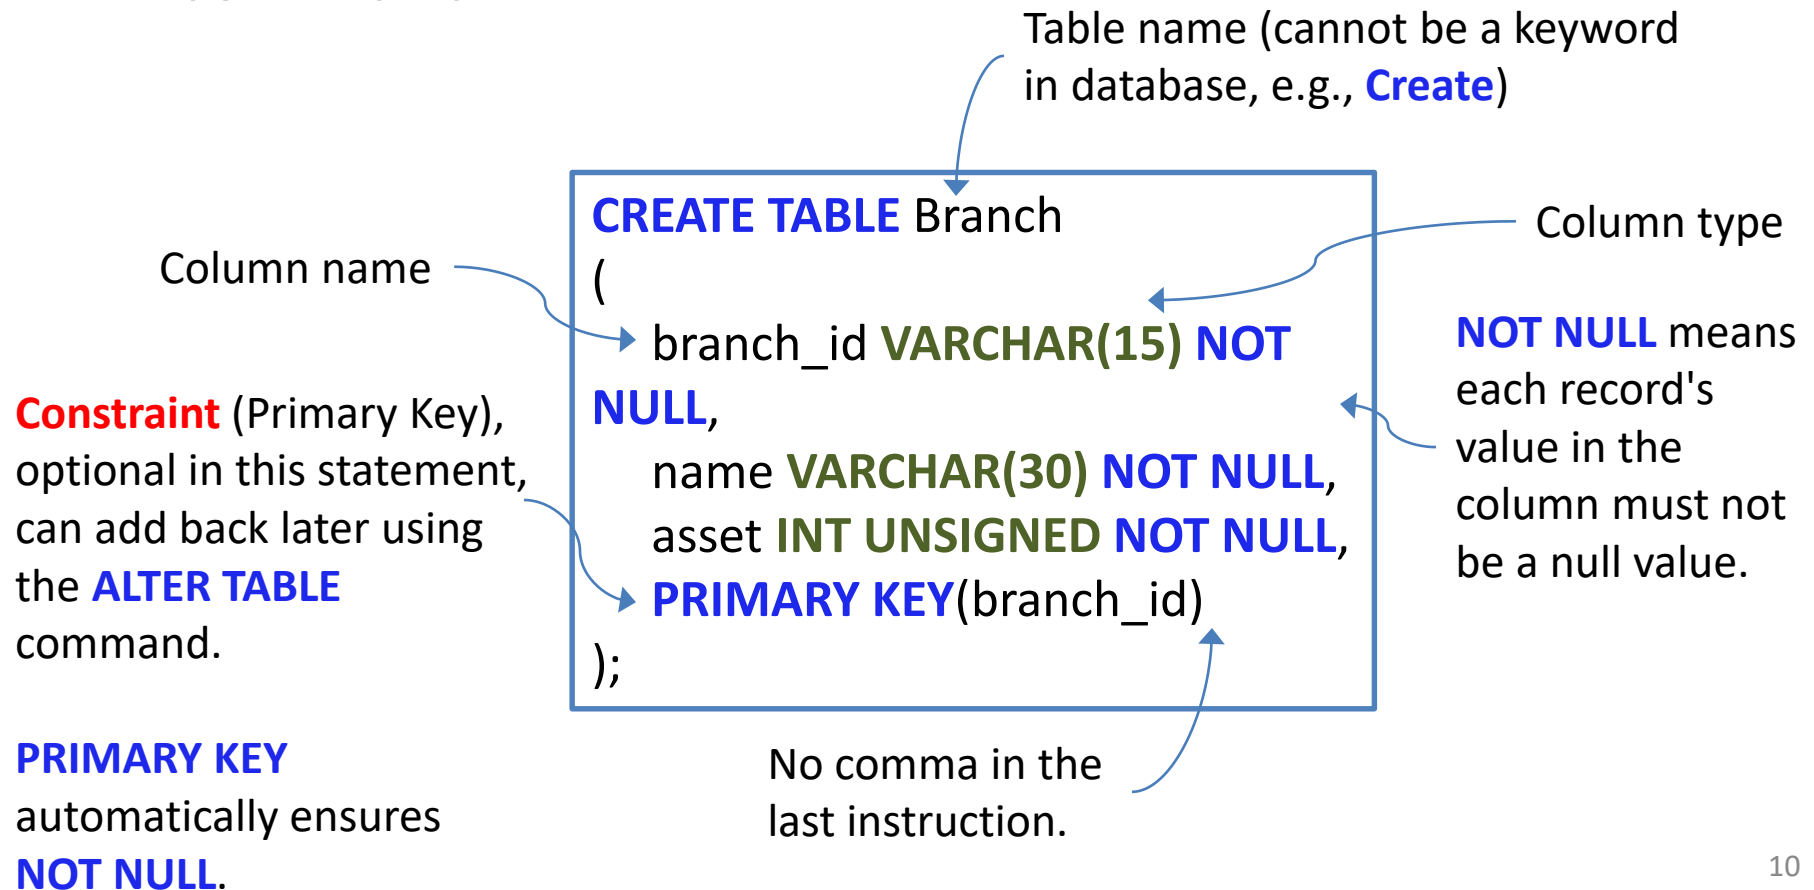 Table name (cannot be a keyword
in database, e.g., Create)
CREATE TABLE Branch
(
branch_id VARCHAR(15) NOT
NULL,
name VARCHAR(30) NOT NULL,
asset INT UNSIGNED NOT NULL,
PRIMARY KEY(branch_id)
);
Column name
Column type
NOT NULL means
each record's
value in the
column must not
be a null value.
Constraint (Primary Key),
optional in this statement,
can add back later using
the ALTER TABLE
command.
PRIMARY KEY
automatically ensures
NOT NULL.
No comma in the
last instruction.
10